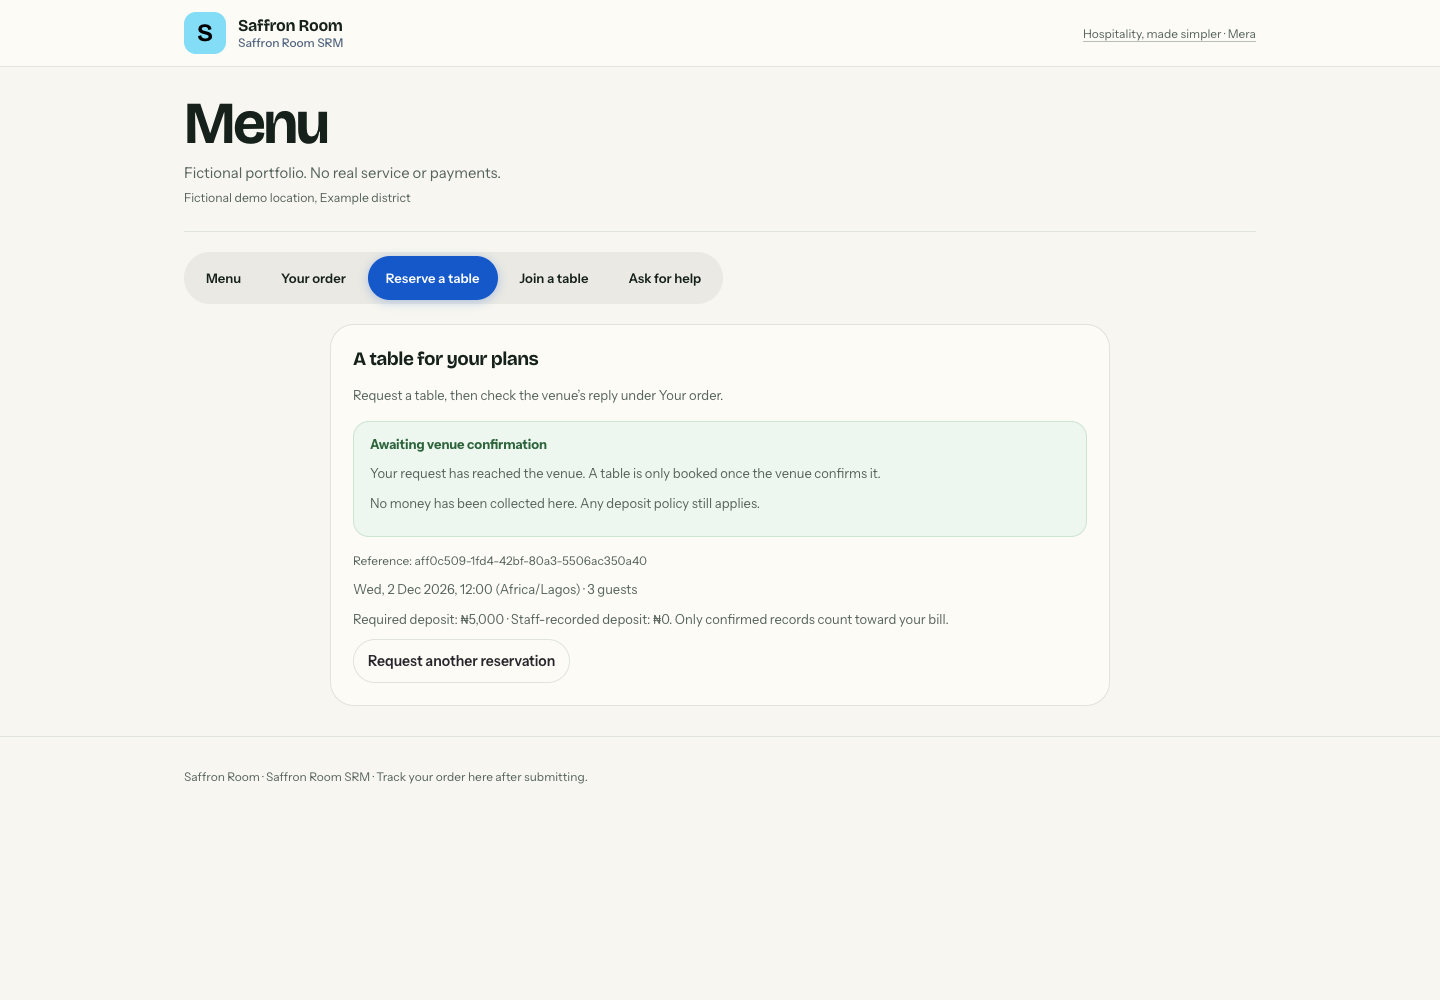 S
Saffron Room
Saffron Room SRM
Hospitality, made simpler · Mera
Menu
Fictional portfolio. No real service or payments.
Fictional demo location, Example district
Menu
Your order
Reserve a table
Join a table
Ask for help
A table for your plans
Request a table, then check the venue's reply under Your order.
Awaiting venue confirmation
Your request has reached the venue. A table is only booked once the venue confirms it.
No money has been collected here. Any deposit policy still applies.
Reference: aff0c509-1fd4-42bf-80a3-5506ac350a40
Wed, 2 Dec 2026, 12:00 (Africa/Lagos) · 3 guests
Required deposit: ₦5,000 · Staff-recorded deposit: ₦0. Only confirmed records count toward your bill.
Request another reservation
Saffron Room · Saffron Room SRM · Track your order here after submitting.